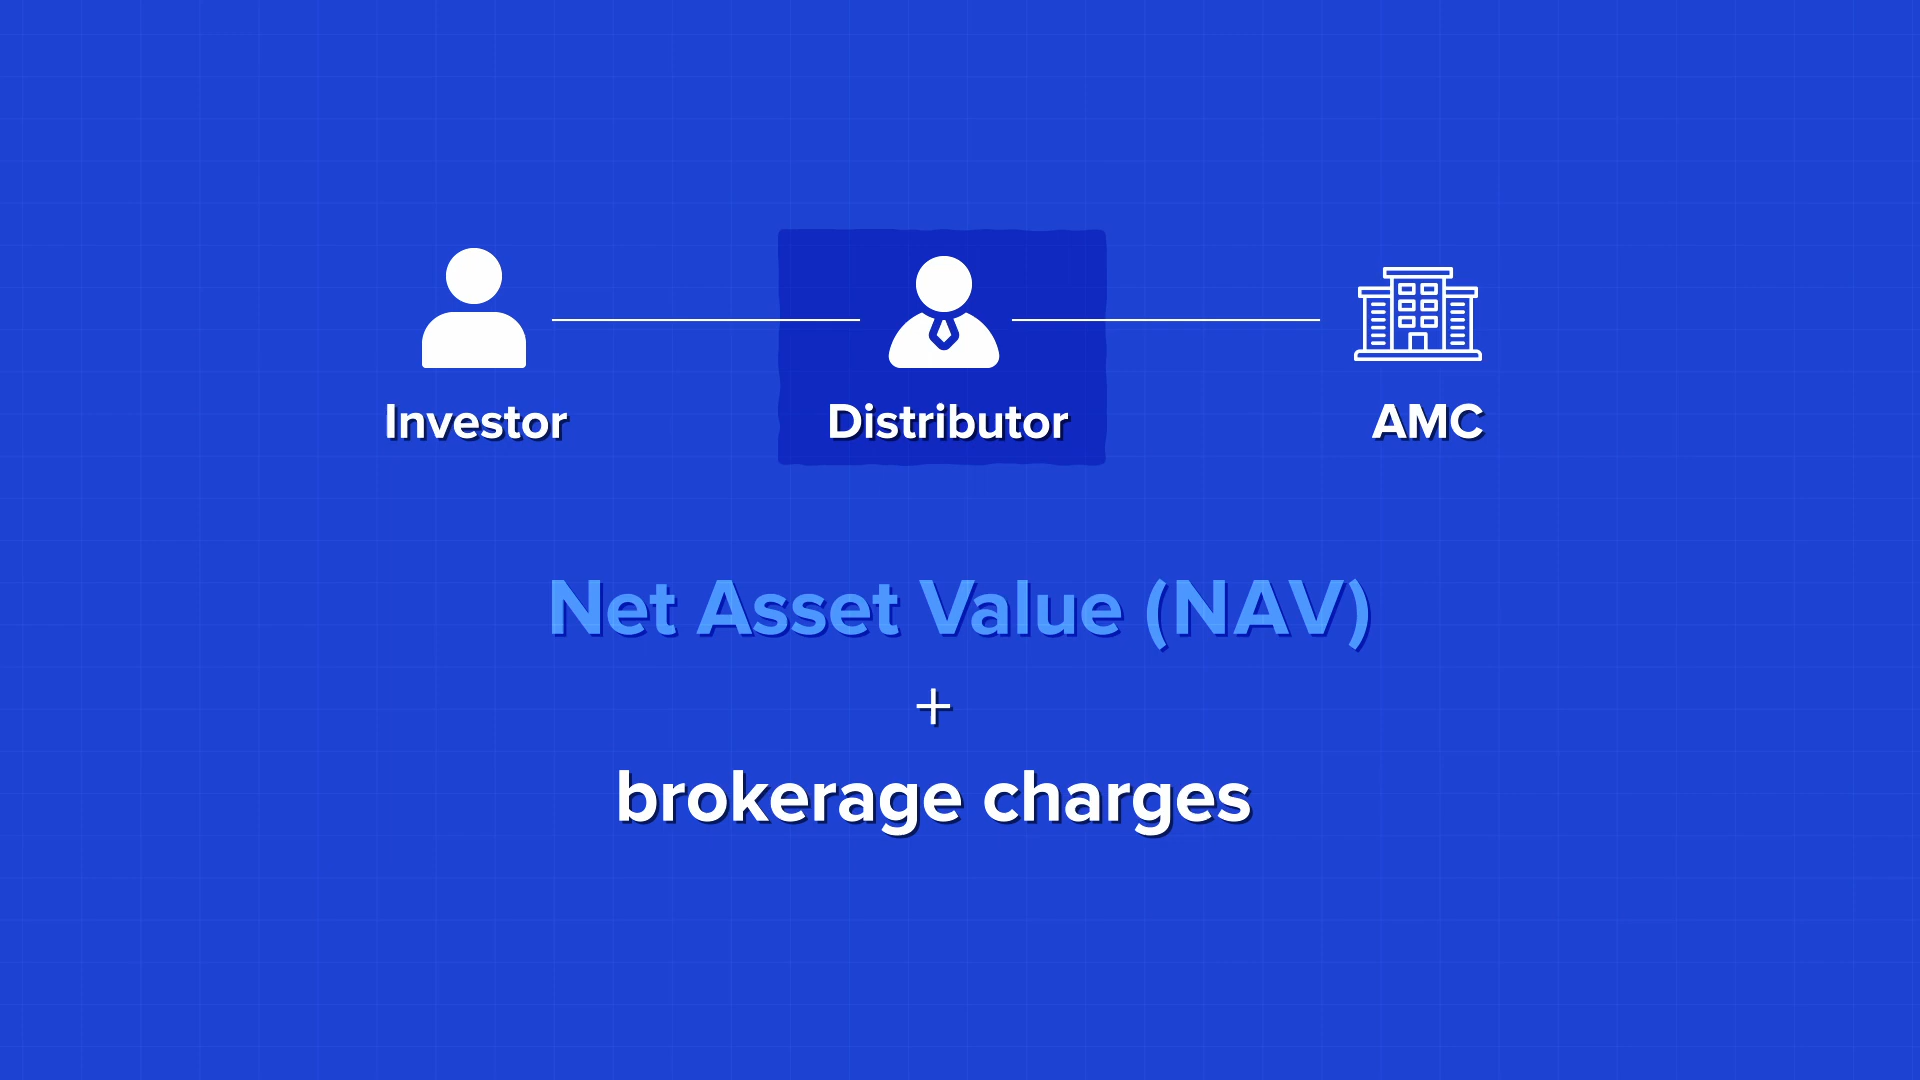 Investor
Distributor
AMC
Net Asset Value (NAV)
+
brokerage charges